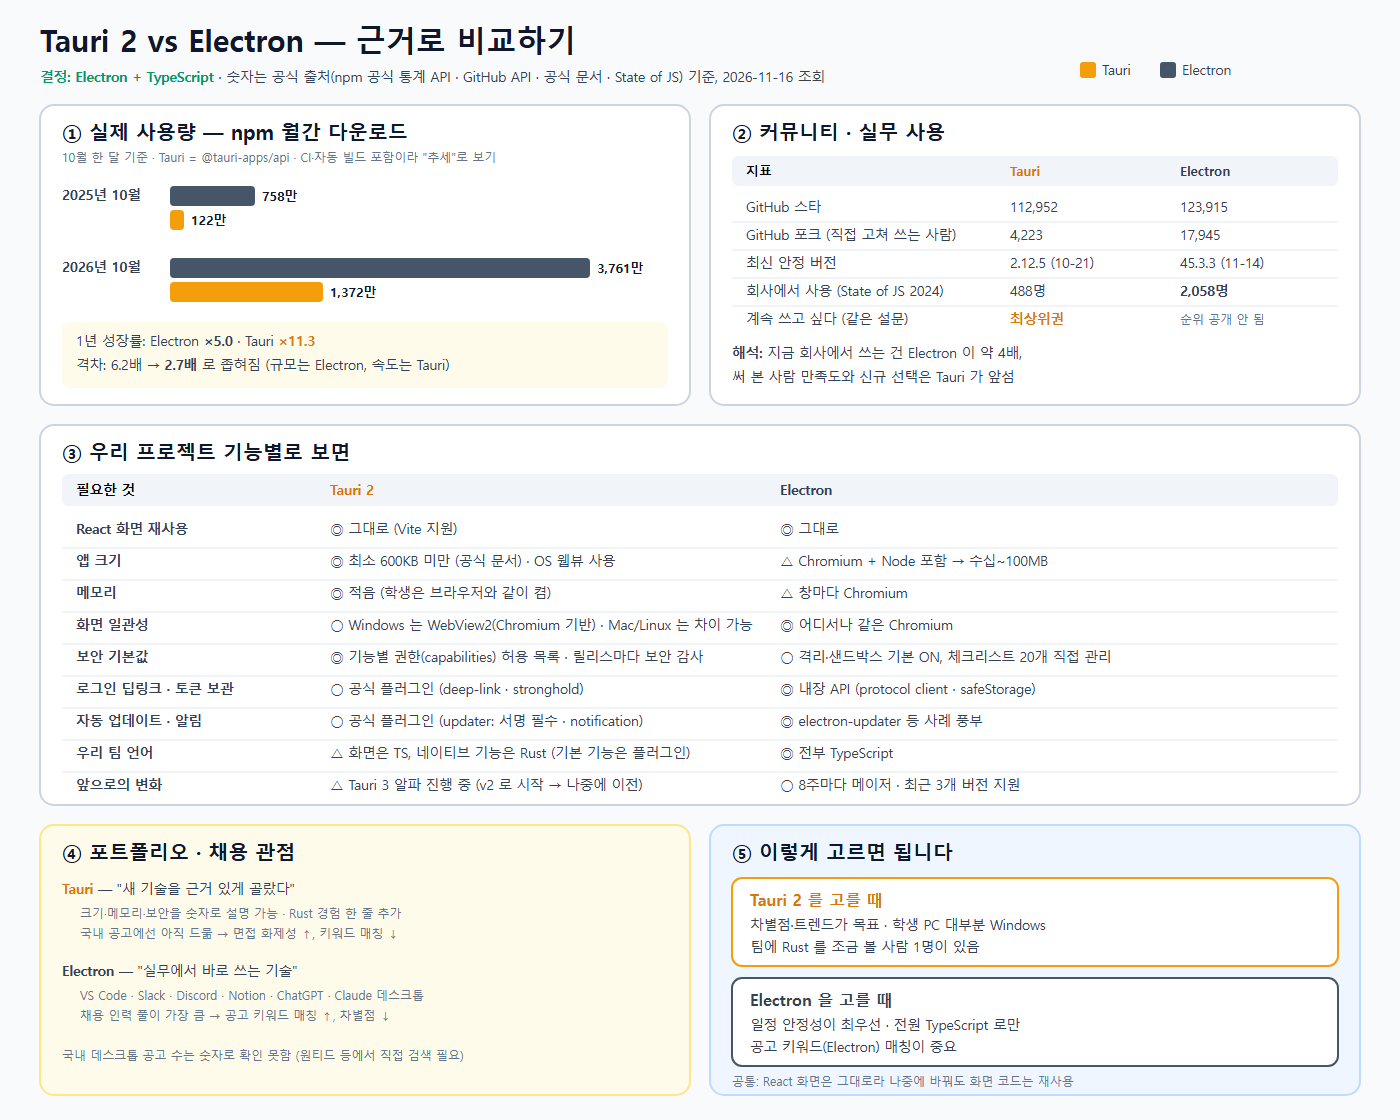 Tauri 2 vs Electron — 근거로 비교하기
결정: Electron + TypeScript · 숫자는 공식 출처(npm 공식 통계 API · GitHub API · 공식 문서 · State of JS) 기준, 2026-11-16 조회
Tauri Electron
① 실제 사용량 — npm 월간 다운로드
10월 한 달 기준 · Tauri = @tauri-apps/api · CI·자동 빌드 포함이라 "추세"로 보기
2025년 10월 758만
122만
2026년 10월 3,761만
1,372만
1년 성장률: Electron ×5.0 · Tauri ×11.3
격차: 6.2배 → 2.7배 로 좁혀짐 (규모는 Electron, 속도는 Tauri)
② 커뮤니티 · 실무 사용
지표 Tauri Electron
GitHub 스타 112,952 123,915
GitHub 포크 (직접 고쳐 쓰는 사람) 4,223 17,945
최신 안정 버전 2.12.5 (10-21) 45.3.3 (11-14)
회사에서 사용 (State of JS 2024) 488명 2,058명
계속 쓰고 싶다 (같은 설문) 최상위권 순위 공개 안 됨
해석: 지금 회사에서 쓰는 건 Electron 이 약 4배,
써 본 사람 만족도와 신규 선택은 Tauri 가 앞섬
③ 우리 프로젝트 기능별로 보면
필요한 것 Tauri 2 Electron
React 화면 재사용 ◎ 그대로 (Vite 지원) ◎ 그대로
앱 크기 ◎ 최소 600KB 미만 (공식 문서) · OS 웹뷰 사용 △ Chromium + Node 포함 → 수십~100MB
메모리 ◎ 적음 (학생은 브라우저와 같이 켬) △ 창마다 Chromium
화면 일관성 ○ Windows 는 WebView2(Chromium 기반) · Mac/Linux 는 차이 가능 ◎ 어디서나 같은 Chromium
보안 기본값 ◎ 기능별 권한(capabilities) 허용 목록 · 릴리스마다 보안 감사 ○ 격리·샌드박스 기본 ON, 체크리스트 20개 직접 관리
로그인 딥링크 · 토큰 보관 ○ 공식 플러그인 (deep-link · stronghold) ◎ 내장 API (protocol client · safeStorage)
자동 업데이트 · 알림 ○ 공식 플러그인 (updater: 서명 필수 · notification) ◎ electron-updater 등 사례 풍부
우리 팀 언어 △ 화면은 TS, 네이티브 기능은 Rust (기본 기능은 플러그인) ◎ 전부 TypeScript
앞으로의 변화 △ Tauri 3 알파 진행 중 (v2 로 시작 → 나중에 이전) ○ 8주마다 메이저 · 최근 3개 버전 지원
④ 포트폴리오 · 채용 관점
Tauri — "새 기술을 근거 있게 골랐다"
크기·메모리·보안을 숫자로 설명 가능 · Rust 경험 한 줄 추가
국내 공고에선 아직 드묾 → 면접 화제성 ↑, 키워드 매칭 ↓
Electron — "실무에서 바로 쓰는 기술"
VS Code · Slack · Discord · Notion · ChatGPT · Claude 데스크톱
채용 인력 풀이 가장 큼 → 공고 키워드 매칭 ↑, 차별점 ↓
국내 데스크톱 공고 수는 숫자로 확인 못함 (원티드 등에서 직접 검색 필요)
⑤ 이렇게 고르면 됩니다
Tauri 2 를 고를 때
차별점·트렌드가 목표 · 학생 PC 대부분 Windows
팀에 Rust 를 조금 볼 사람 1명이 있음
Electron 을 고를 때
일정 안정성이 최우선 · 전원 TypeScript 로만
공고 키워드(Electron) 매칭이 중요
공통: React 화면은 그대로라 나중에 바꿔도 화면 코드는 재사용